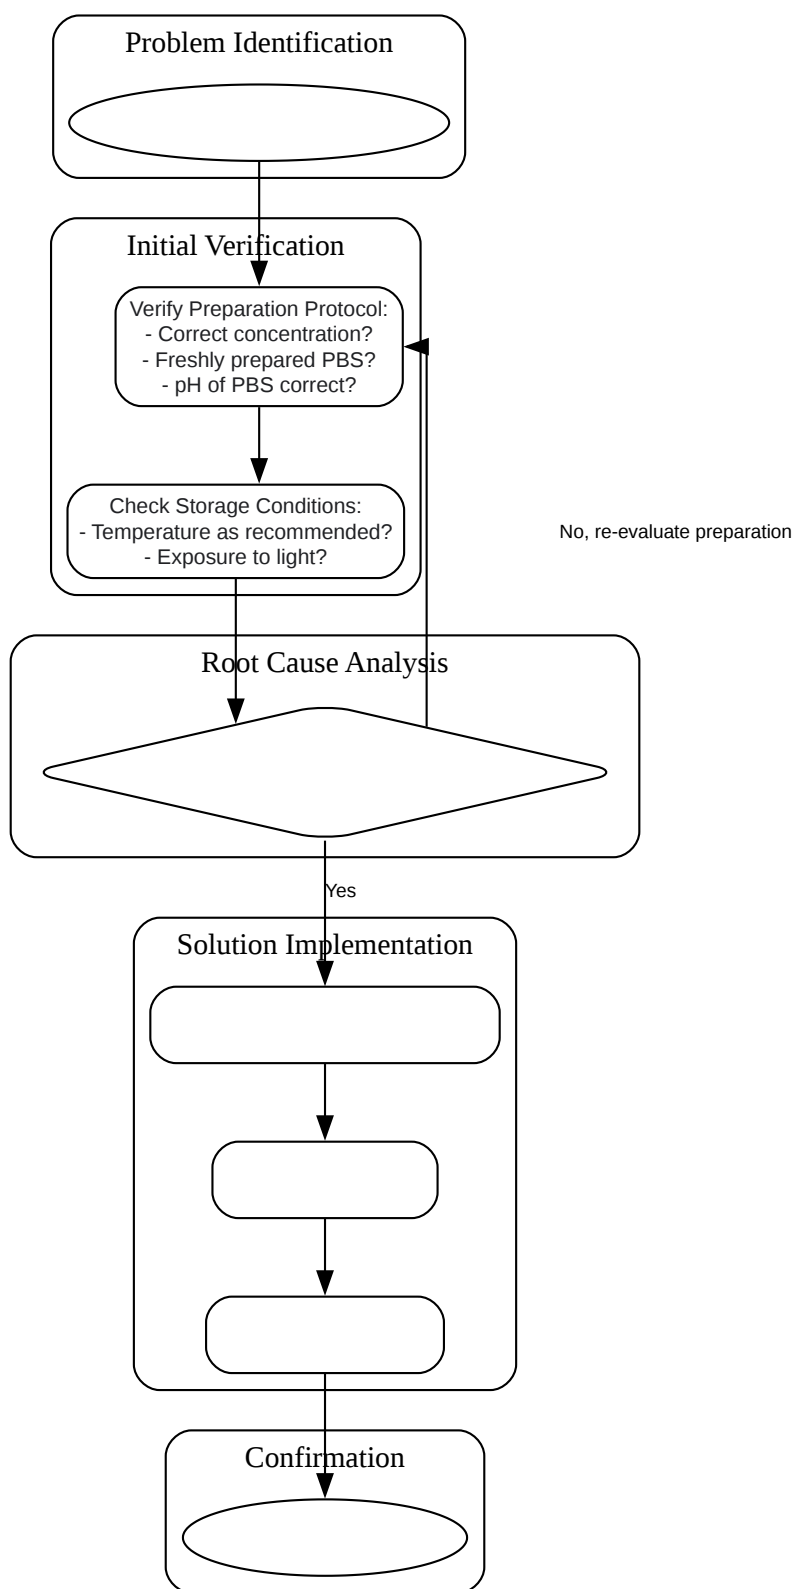 Problem Identification
Initial Verification
Verify Preparation Protocol:
- Correct concentration?
- Freshly prepared PBS?
- pH of PBS correct?
Check Storage Conditions:
- Temperature as recommended?
- Exposure to light?
No, re-evaluate preparation
Root Cause Analysis
Yes
Solution Implementation
Confirmation